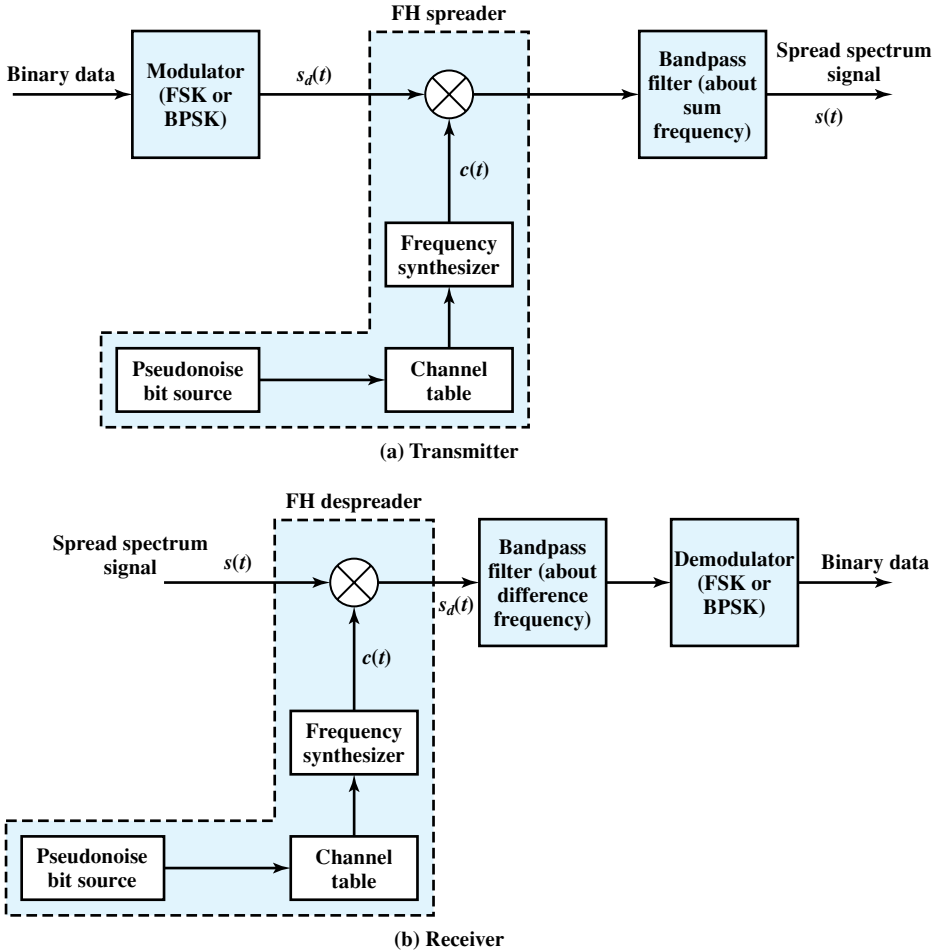 FH spreader
Binary data
Modulator
(FSK or
BPSK)
s_d(t)
Bandpass
filter (about
sum
frequency)
Spread spectrum
signal
s(t)
c(t)
Frequency
synthesizer
Pseudonoise
bit source
Channel
table
(a) Transmitter
FH despreader
Spread spectrum
signal
s(t)
s_d(t)
Bandpass
filter (about
difference
frequency)
Demodulator
(FSK or
BPSK)
Binary data
c(t)
Frequency
synthesizer
Pseudonoise
bit source
Channel
table
(b) Receiver